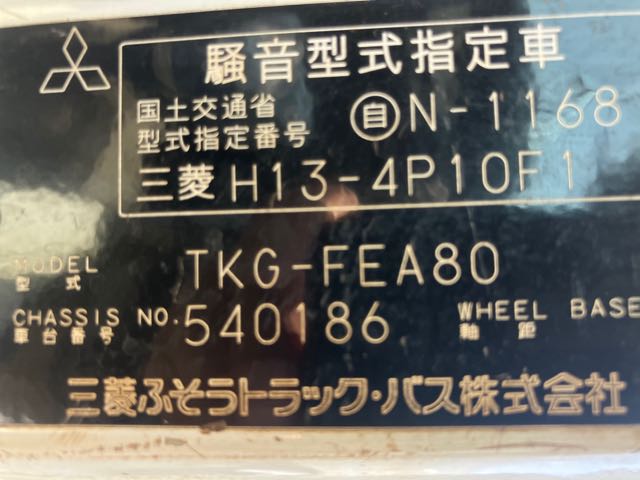 騒音型式指定車
国土交通省
型式指定番号
自N-1168
三菱 H13-4P10F1
MODEL
型式
TKG-FEA80
CHASSIS NO.
車台番号
540186
WHEEL BASE
軸距
三菱ふそうトラック・バス株式会社